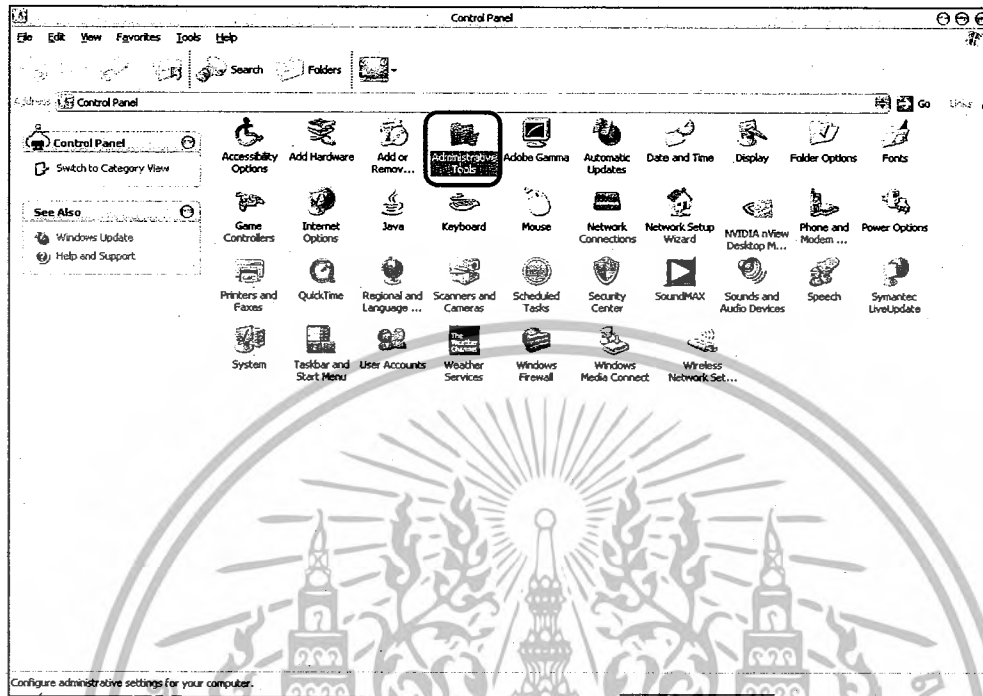 Control Panel
File Edit View Favorites Tools Help
Search Folders
Address Control Panel Go Links
Control Panel
Switch to Category View
See Also
Windows Update
Help and Support
Accessibility Options
Add Hardware
Add or Remov...
Administrative Tools
Adobe Gamma
Automatic Updates
Date and Time
Display
Folder Options
Fonts
Game Controllers
Internet Options
Java
Keyboard
Mouse
Network Connections
Network Setup Wizard
NVIDIA nView Desktop M...
Phone and Modem ...
Power Options
Printers and Faxes
QuickTime
Regional and Language ...
Scanners and Cameras
Scheduled Tasks
Security Center
SoundMAX
Sounds and Audio Devices
Speech
Symantec LiveUpdate
System
Taskbar and Start Menu
User Accounts
The Weather Channel
Weather Services
Windows Firewall
Windows Media Connect
Wireless Network Set...
Configure administrative settings for your computer.